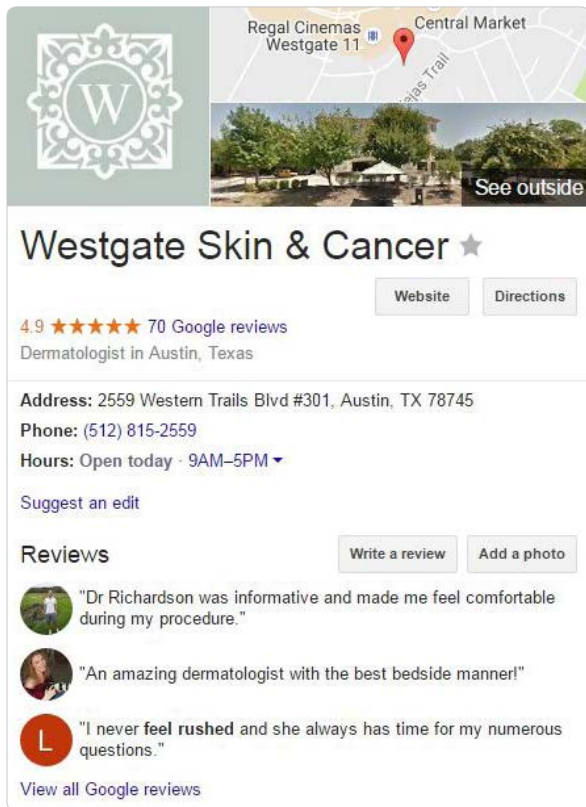 Regal Cinemas
Westgate 11
Central Market
ejas Trail
W
See outside
Westgate Skin & Cancer
Website
Directions
4.9 ★★★★★ 70 Google reviews
Dermatologist in Austin, Texas
Address: 2559 Western Trails Blvd #301, Austin, TX 78745
Phone: (512) 815-2559
Hours: Open today · 9AM–5PM
Suggest an edit
Reviews
Write a review
Add a photo
"Dr Richardson was informative and made me feel comfortable
during my procedure."
"An amazing dermatologist with the best bedside manner!"
L
"I never feel rushed and she always has time for my numerous
questions."
View all Google reviews